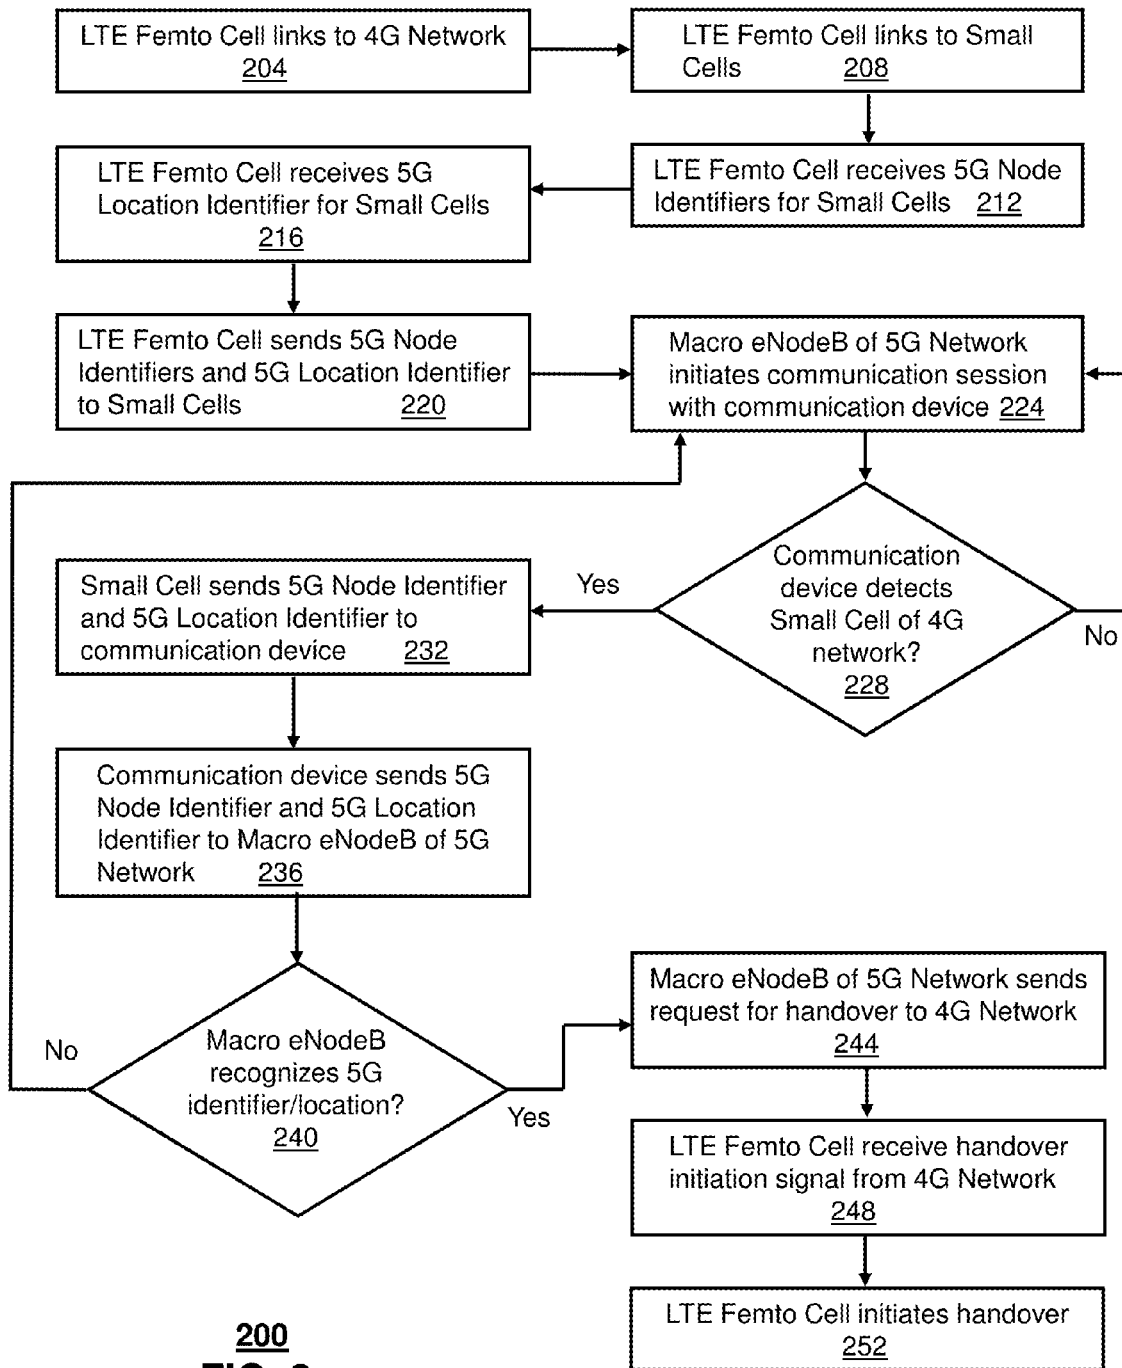 LTE Femto Cell links to 4G Network
204
LTE Femto Cell links to Small
Cells 208
LTE Femto Cell receives 5G
Location Identifier for Small Cells
216
LTE Femto Cell receives 5G Node
Identifiers for Small Cells 212
LTE Femto Cell sends 5G Node
Identifiers and 5G Location Identifier
to Small Cells 220
Macro eNodeB of 5G Network
initiates communication session
with communication device 224
Communication
device detects
Small Cell of 4G
network?
228
Yes
No
Small Cell sends 5G Node Identifier
and 5G Location Identifier to
communication device 232
Communication device sends 5G
Node Identifier and 5G Location
Identifier to Macro eNodeB of 5G
Network 236
Macro eNodeB
recognizes 5G
identifier/location?
240
No
Yes
Macro eNodeB of 5G Network sends
request for handover to 4G Network
244
LTE Femto Cell receive handover
initiation signal from 4G Network
248
LTE Femto Cell initiates handover
252
200